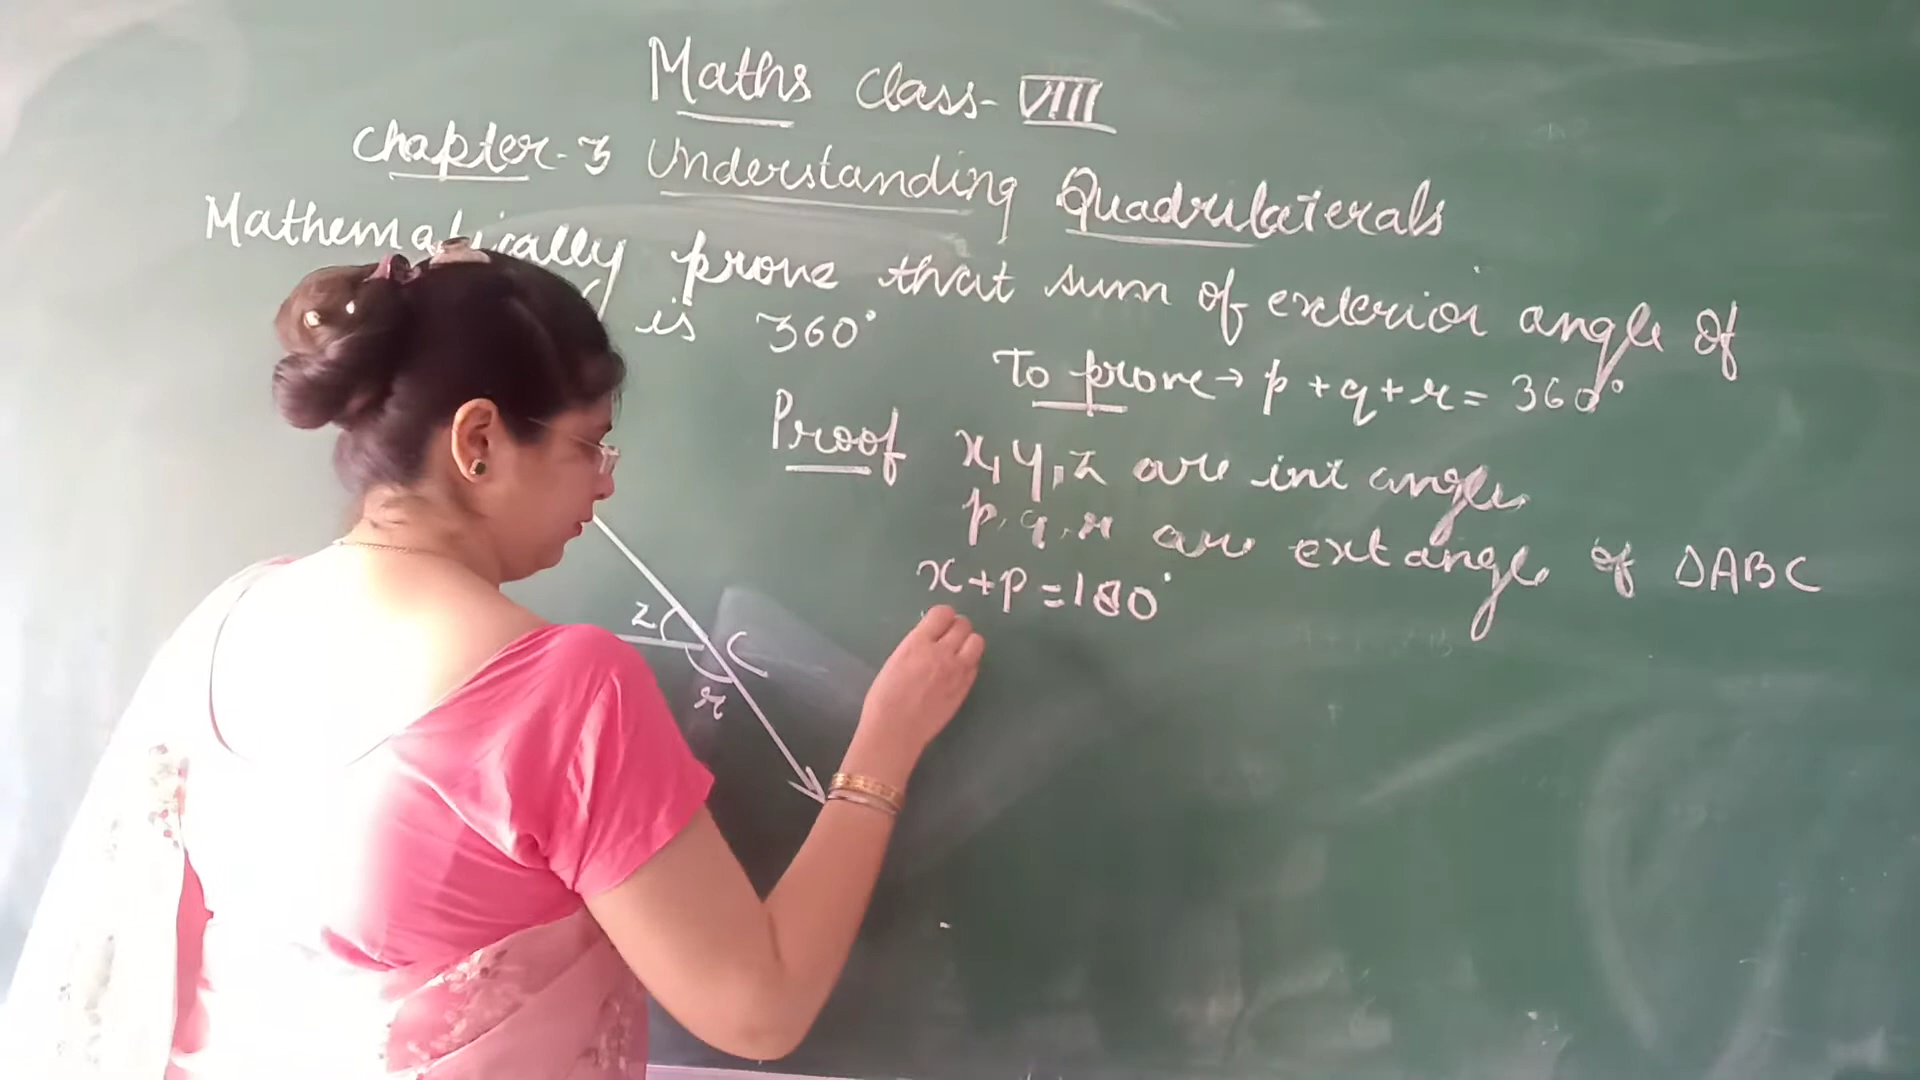 Maths Class- VIII
Chapter-3 Understanding Quadrilaterals
Mathematically prove that sum of exterior angle of
is 360°
To prove → p + q + r = 360°
Proof x, y, z are int angles
p, q, r are ext angle of ΔABC
x + p = 180°
z
C
r